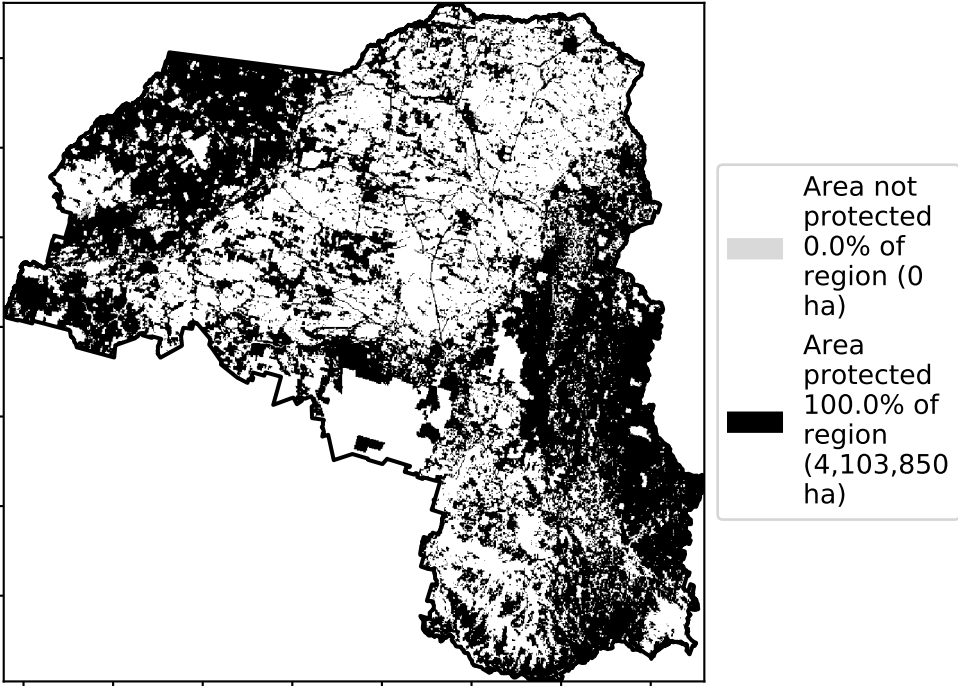 Area not
protected
0.0% of
region (0
ha)
Area
protected
100.0% of
region
(4,103,850
ha)